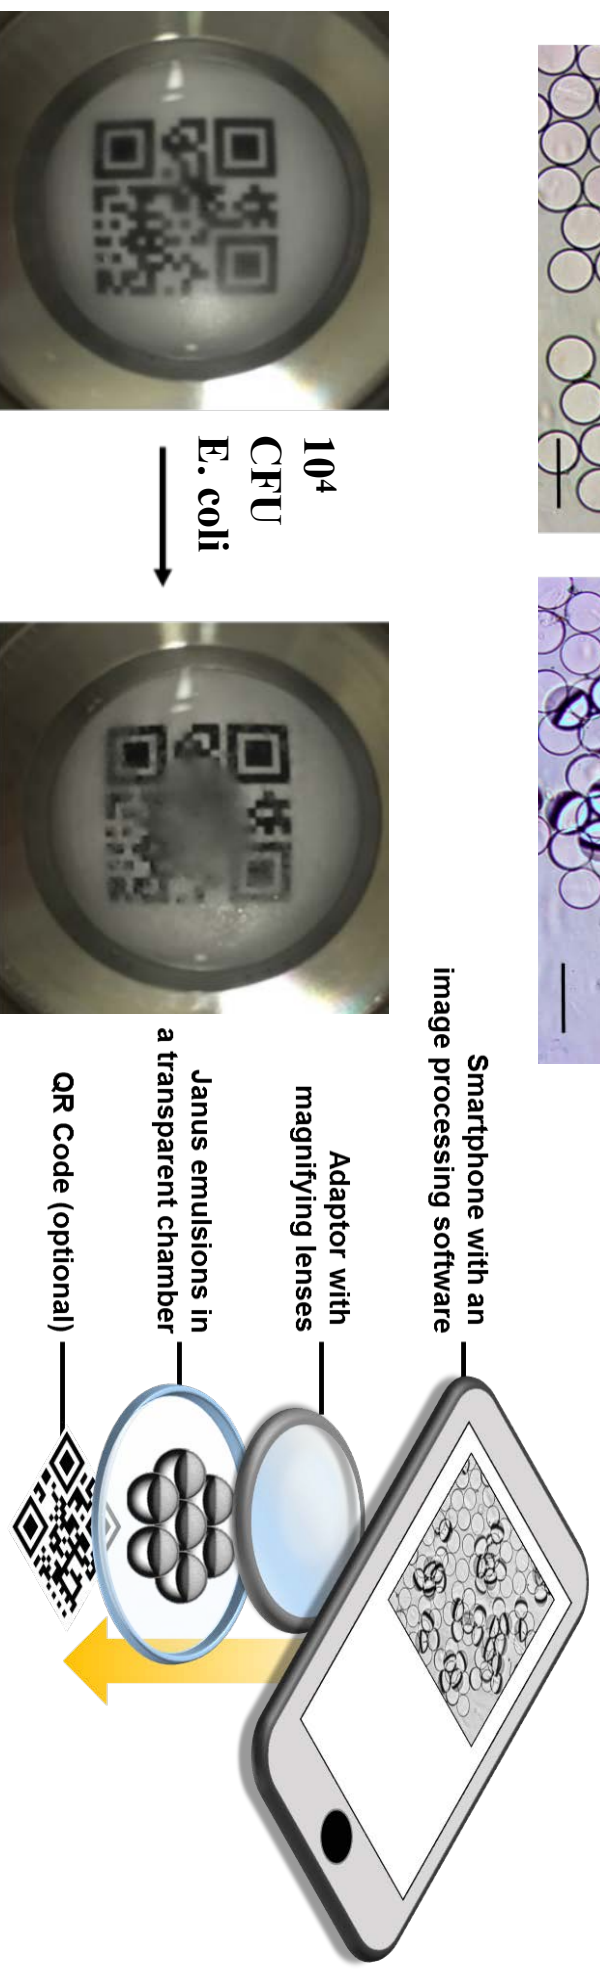 10⁴
CFU
E. coli
Smartphone with an
image processing software
Adaptor with
magnifying lenses
Janus emulsions in
a transparent chamber
QR Code (optional)